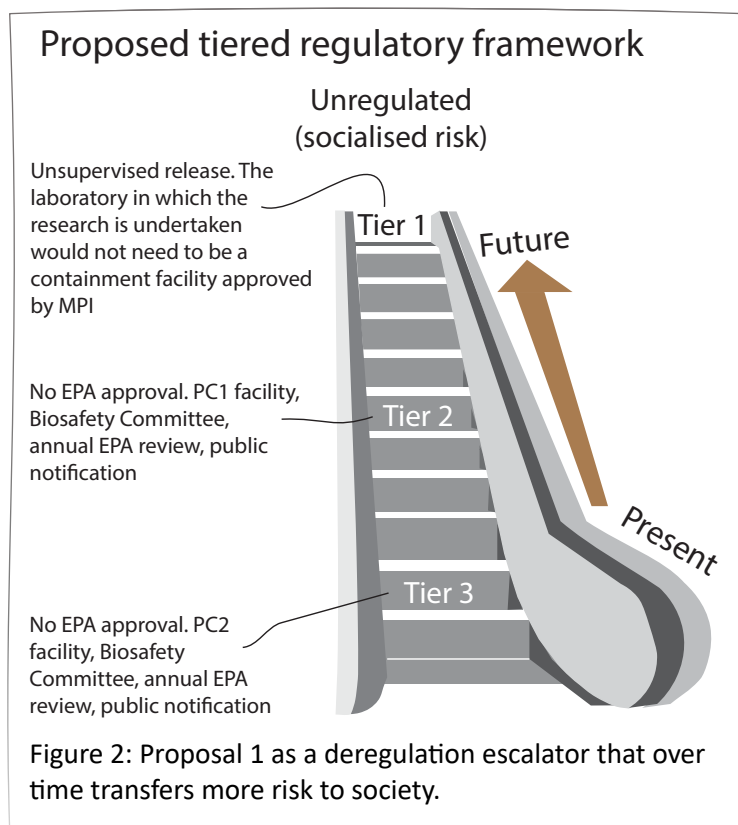 Proposed tiered regulatory framework
Unregulated
(socialised risk)
Unsupervised release. The
laboratory in which the
research is undertaken
would not need to be a
containment facility approved
by MPI
Tier 1
Future
No EPA approval. PC1 facility,
Biosafety Committee,
annual EPA review, public
notification
Tier 2
Present
Tier 3
No EPA approval. PC2
facility, Biosafety
Committee, annual EPA
review, public notification
Figure 2: Proposal 1 as a deregulation escalator that over
time transfers more risk to society.